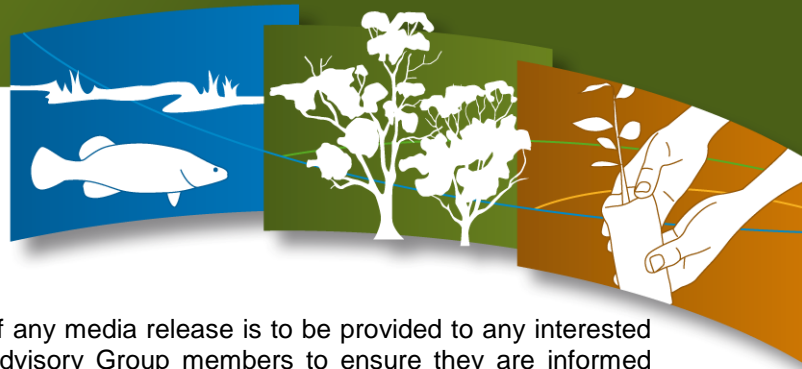 f any media release is to be provided to any interested
dvisory Group members to ensure they are informed